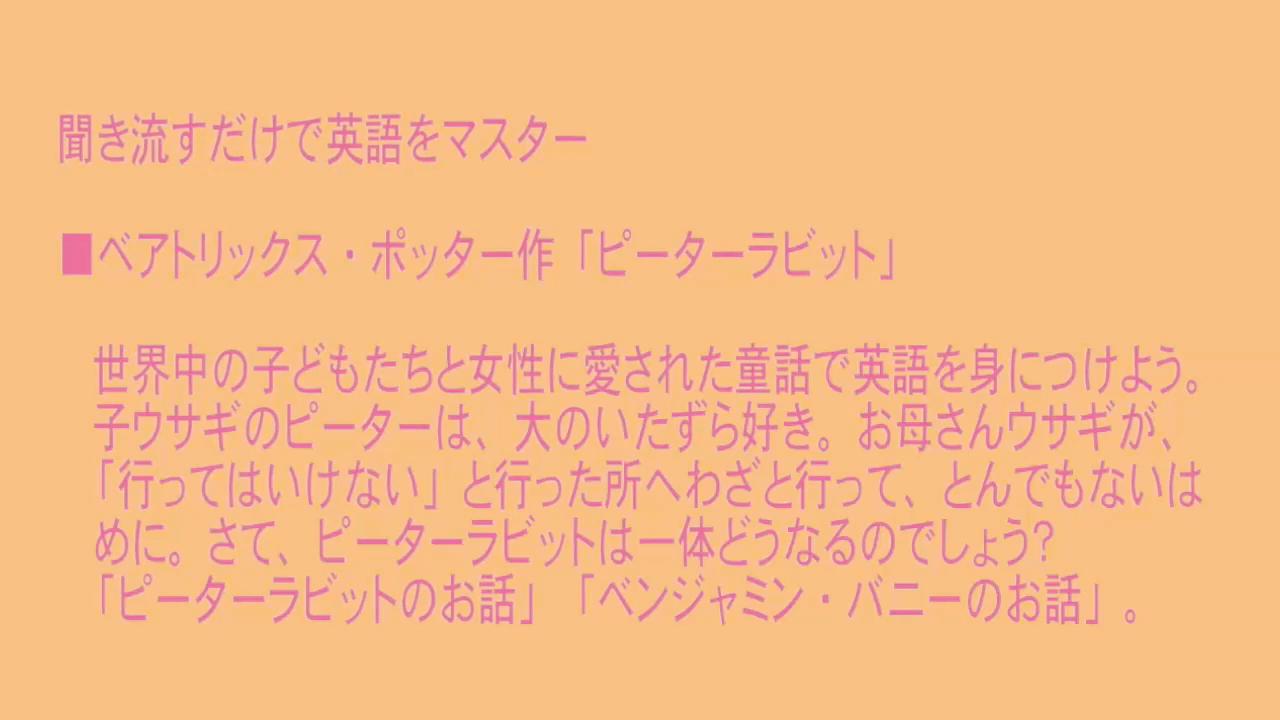 聞き流すだけで英語をマスター
■ベアトリックス・ポッター作「ピーターラビット」
世界中の子どもたちと女性に愛された童話で英語を身につけよう。
子ウサギのピーターは、大のいたずら好き。お母さんウサギが、
「行ってはいけない」と行った所へわざと行って、とんでもないは
めに。さて、ピーターラビットは一体どうなるのでしょう?
「ピーターラビットのお話」「ベンジャミン・バニーのお話」。